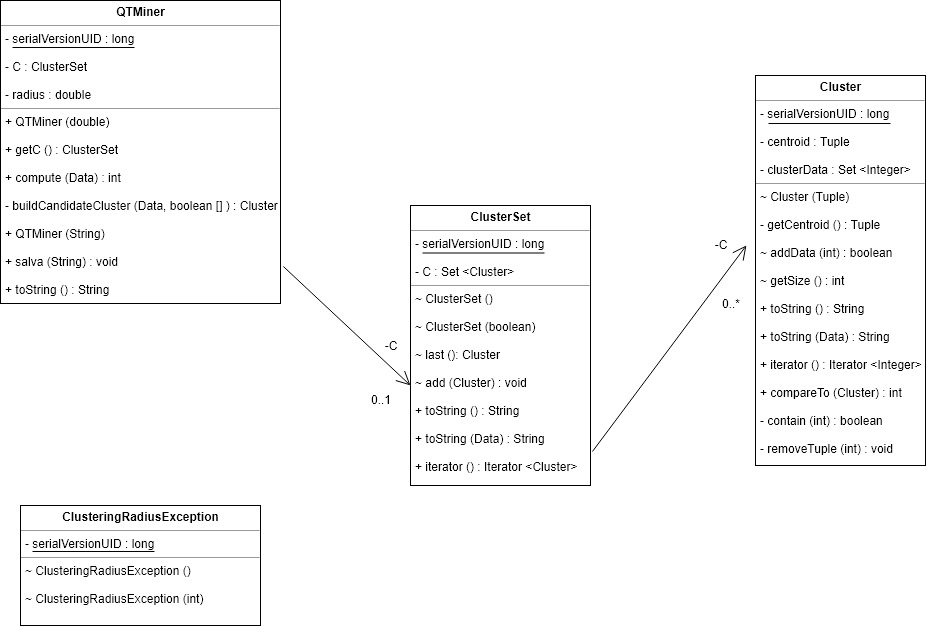 QTMiner
- serialVersionUID : long
- C : ClusterSet
- radius : double
+ QTMiner (double)
+ getC () : ClusterSet
+ compute (Data) : int
- buildCandidateCluster (Data, boolean [] ) : Cluster
+ QTMiner (String)
+ salva (String) : void
+ toString () : String
-C
0..1
ClusterSet
- serialVersionUID : long
- C : Set <Cluster>
~ ClusterSet ()
~ ClusterSet (boolean)
~ last (): Cluster
~ add (Cluster) : void
+ toString () : String
+ toString (Data) : String
+ iterator () : Iterator <Cluster>
-C
0..*
Cluster
- serialVersionUID : long
- centroid : Tuple
- clusterData : Set <Integer>
~ Cluster (Tuple)
- getCentroid () : Tuple
~ addData (int) : boolean
~ getSize () : int
+ toString () : String
+ toString (Data) : String
+ iterator () : Iterator <Integer>
+ compareTo (Cluster) : int
- contain (int) : boolean
- removeTuple (int) : void
ClusteringRadiusException
- serialVersionUID : long
~ ClusteringRadiusException ()
~ ClusteringRadiusException (int)